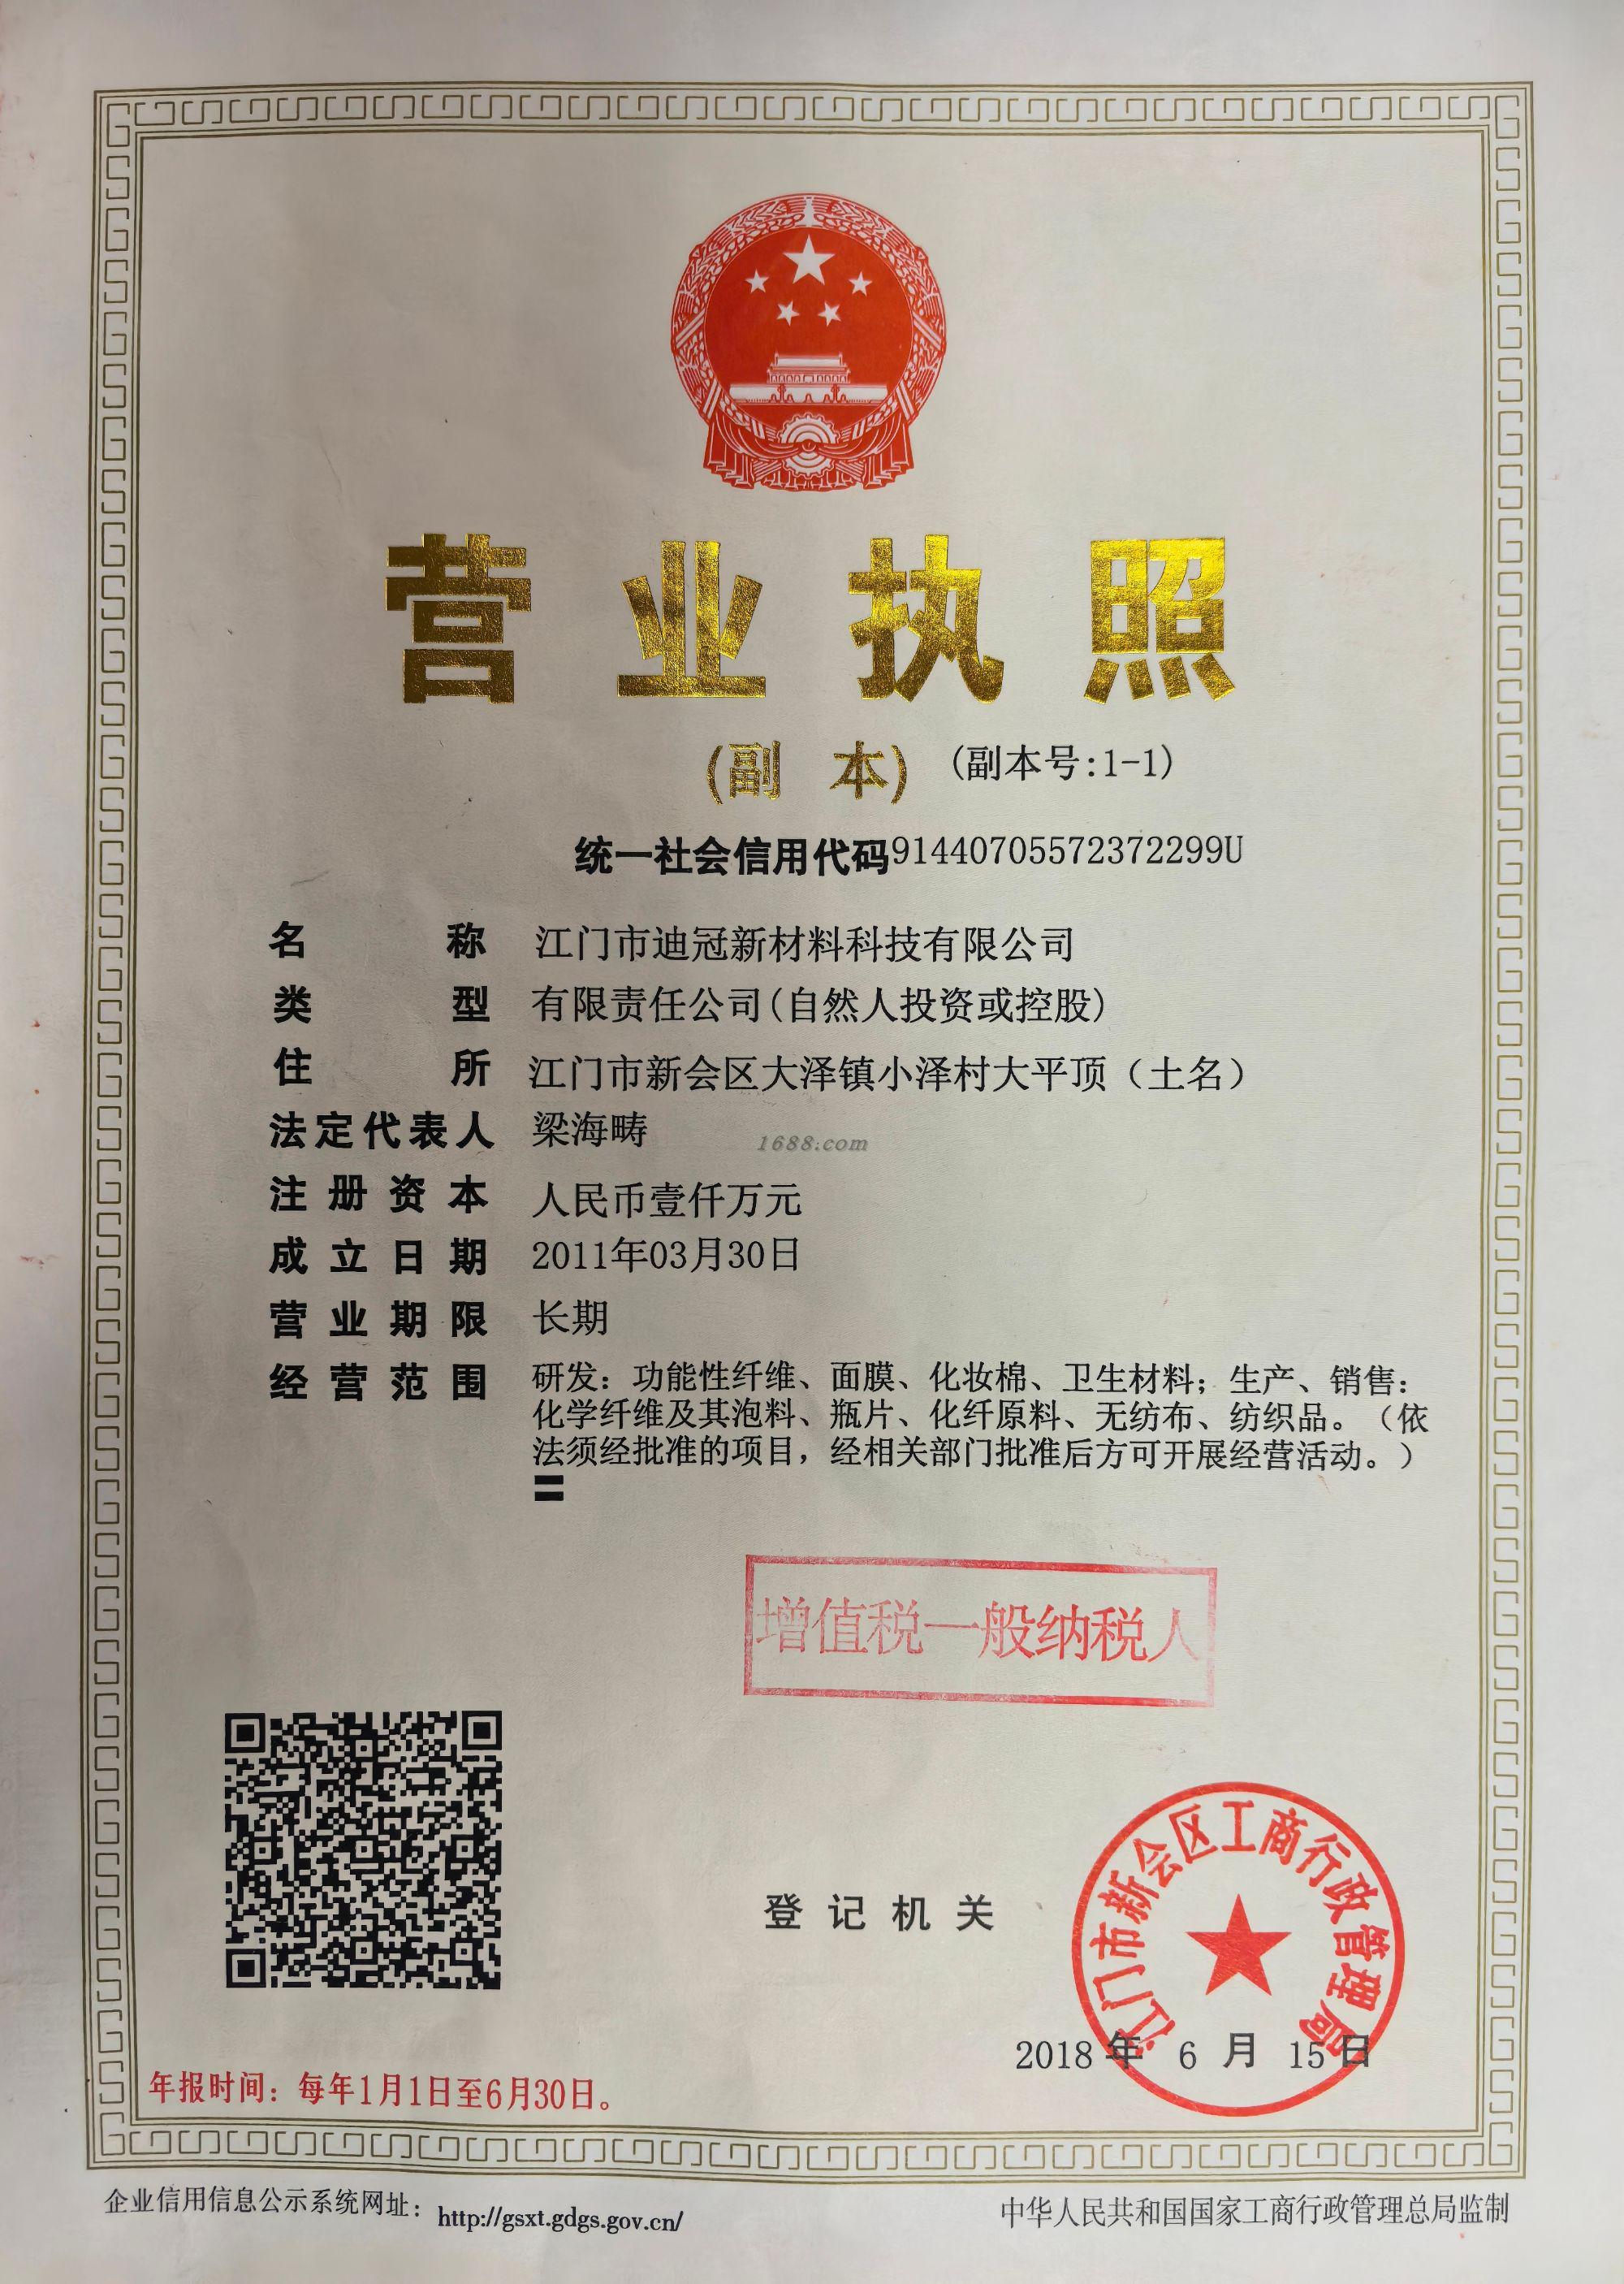 营业执照
(副 本) (副本号:1-1)
统一社会信用代码91440705572372299U
名称 江门市迪冠新材料科技有限公司
类型 有限责任公司(自然人投资或控股)
住所 江门市新会区大泽镇小泽村大平顶（土名）
法定代表人 梁海畴
1688.com
注册资本 人民币壹仟万元
成立日期 2011年03月30日
营业期限 长期
经营范围 研发：功能性纤维、面膜、化妆棉、卫生材料；生产、销售：
化学纤维及其泡料、瓶片、化纤原料、无纺布、纺织品。（依
法须经批准的项目，经相关部门批准后方可开展经营活动。）
〓
增值税一般纳税人
江门市新会区工商行政管理局
登记机关
2018年 6月 15日
年报时间：每年1月1日至6月30日。
企业信用信息公示系统网址：http://gsxt.gdgs.gov.cn/
中华人民共和国国家工商行政管理总局监制